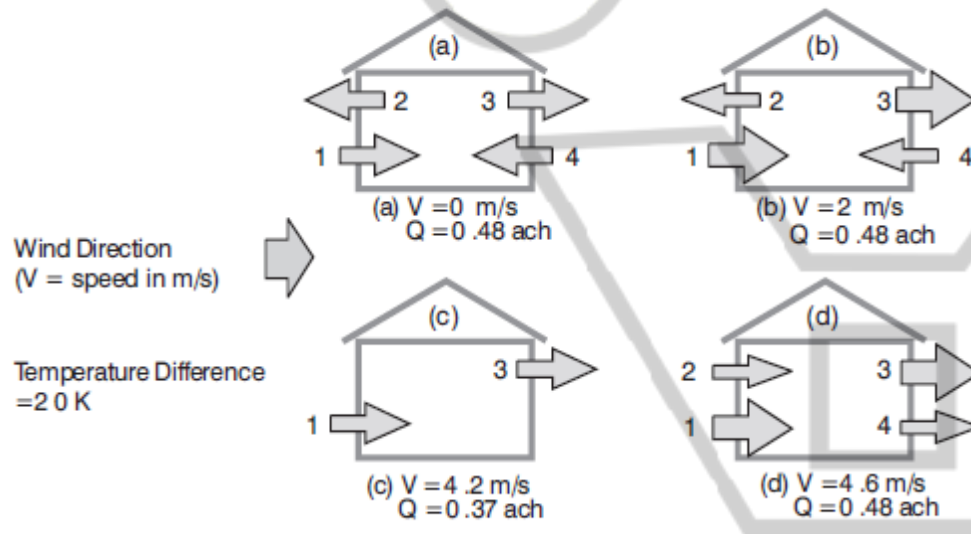 (a)
2 3
1 4
(a) V =0 m/s
Q =0 .48 ach
(b)
2 3
1 4
(b) V =2 m/s
Q =0 .48 ach
Wind Direction
(V = speed in m/s)
Temperature Difference
=2 0 K
(c)
3
1
(c) V =4 .2 m/s
Q =0 .37 ach
(d)
2 3
1 4
(d) V =4 .6 m/s
Q =0 .48 ach